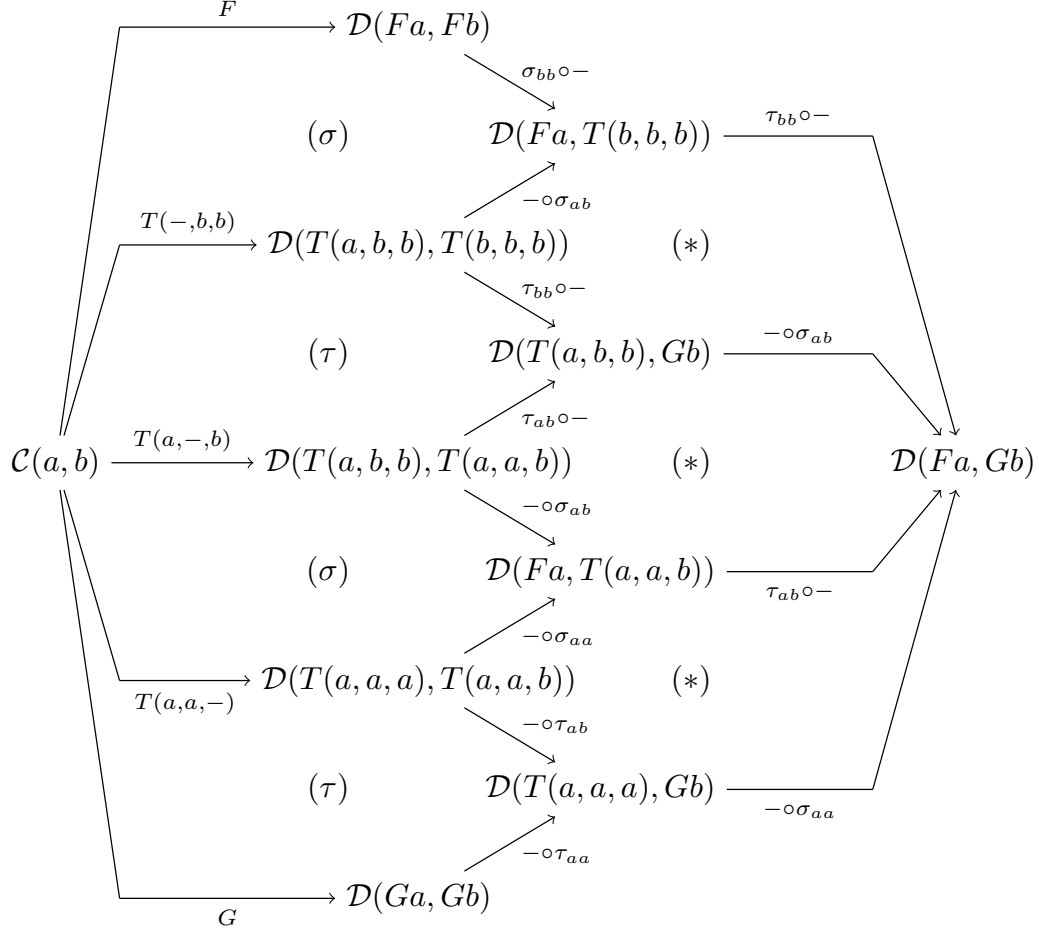 F
𝒟(Fa, Fb)
σ_{bb}∘−
(σ)
𝒟(Fa, T(b, b, b))
τ_{bb}∘−
T(−,b,b)
−∘σ_{ab}
𝒟(T(a, b, b), T(b, b, b))
(∗)
τ_{bb}∘−
(τ)
𝒟(T(a, b, b), Gb)
−∘σ_{ab}
T(a,−,b)
τ_{ab}∘−
𝒞(a, b)
𝒟(T(a, b, b), T(a, a, b))
(∗)
𝒟(Fa, Gb)
−∘σ_{ab}
(σ)
𝒟(Fa, T(a, a, b))
τ_{ab}∘−
−∘σ_{aa}
𝒟(T(a, a, a), T(a, a, b))
(∗)
T(a,a,−)
−∘τ_{ab}
(τ)
𝒟(T(a, a, a), Gb)
−∘σ_{aa}
−∘τ_{aa}
𝒟(Ga, Gb)
G